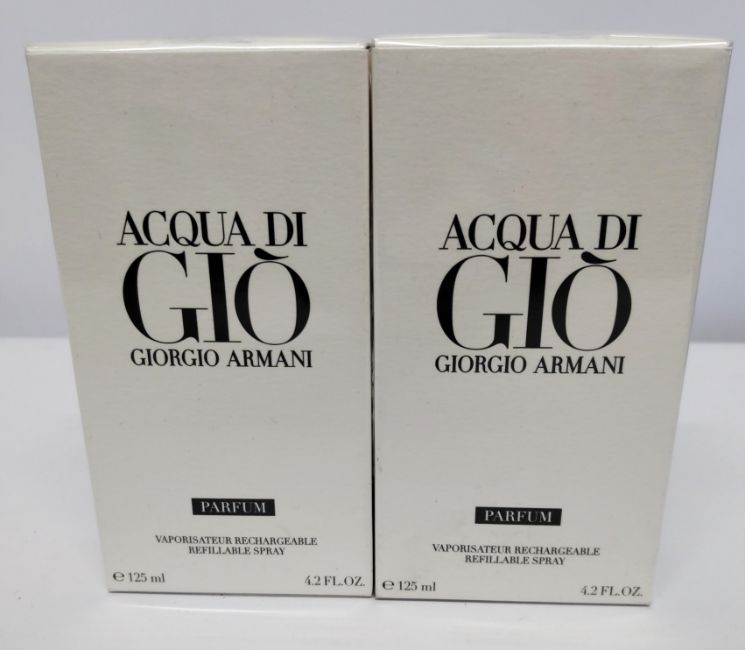 ACQUA DI
GIÒ
GIORGIO ARMANI
PARFUM
VAPORISATEUR RECHARGEABLE
REFILLABLE SPRAY
℮ 125 ml 4.2 FL.OZ.
ACQUA DI
GIÒ
GIORGIO ARMANI
PARFUM
VAPORISATEUR RECHARGEABLE
REFILLABLE SPRAY
℮ 125 ml 4.2 FL.OZ.